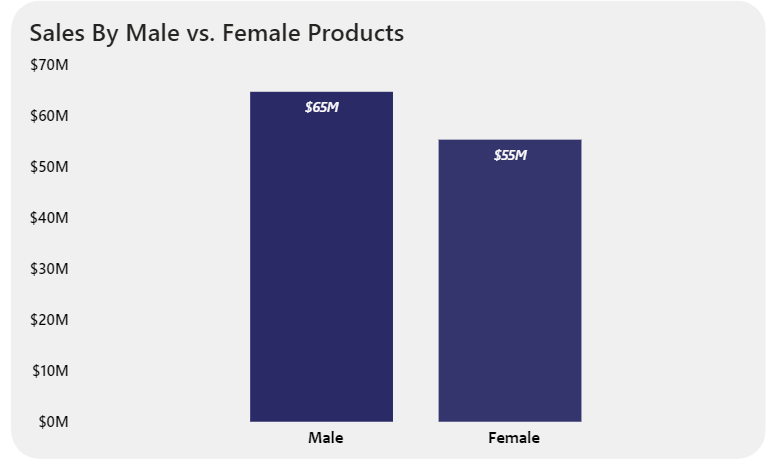 Sales By Male vs. Female Products
$70M
$60M
$50M
$40M
$30M
$20M
$10M
$0M
$65M
$55M
Male
Female